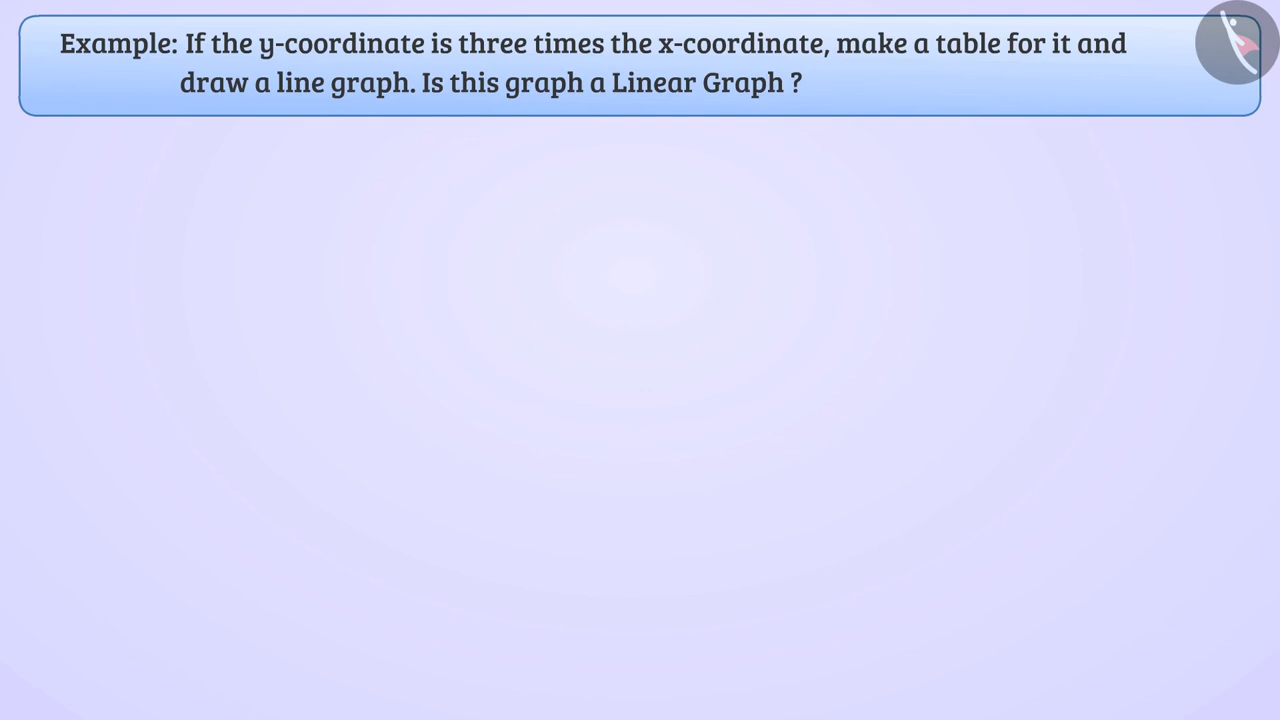 Example: If the y-coordinate is three times the x-coordinate, make a table for it and
draw a line graph. Is this graph a Linear Graph ?